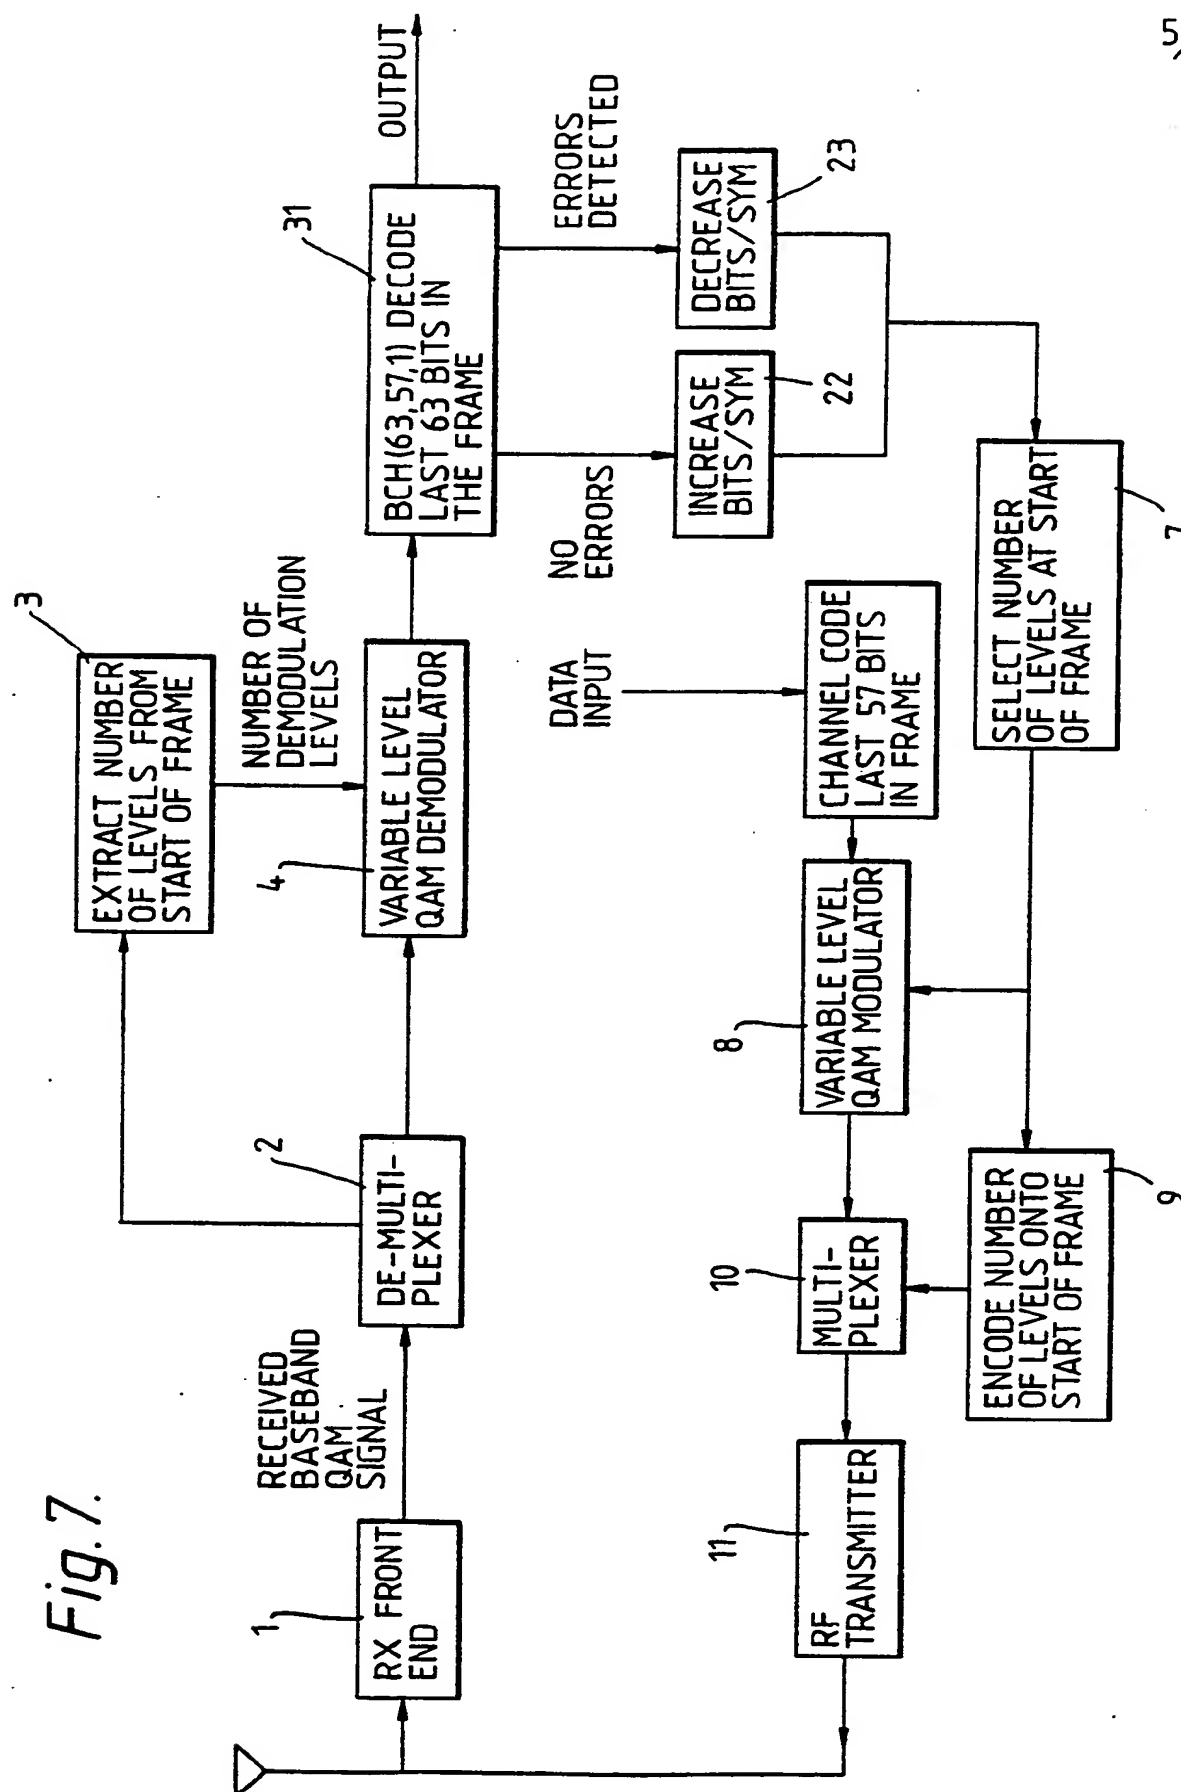 5
Fig. 7.
1
RX FRONT
END
RECEIVED
BASEBAND
QAM
SIGNAL
2
DE-MULTI-
PLEXER
3
EXTRACT NUMBER
OF LEVELS FROM
START OF FRAME
NUMBER OF
DEMODULATION
LEVELS
4
VARIABLE LEVEL
QAM DEMODULATOR
31
BCH(63,57,1) DECODE
LAST 63 BITS IN
THE FRAME
OUTPUT
NO
ERRORS
ERRORS
DETECTED
INCREASE
BITS/SYM
22
DECREASE
BITS/SYM
23
DATA
INPUT
CHANNEL CODE
LAST 57 BITS
IN FRAME
SELECT NUMBER
OF LEVELS AT START
OF FRAME
7
8
VARIABLE LEVEL
QAM MODULATOR
ENCODE NUMBER
OF LEVELS ONTO
START OF FRAME
9
10
MULTI-
PLEXER
11
RF
TRANSMITTER